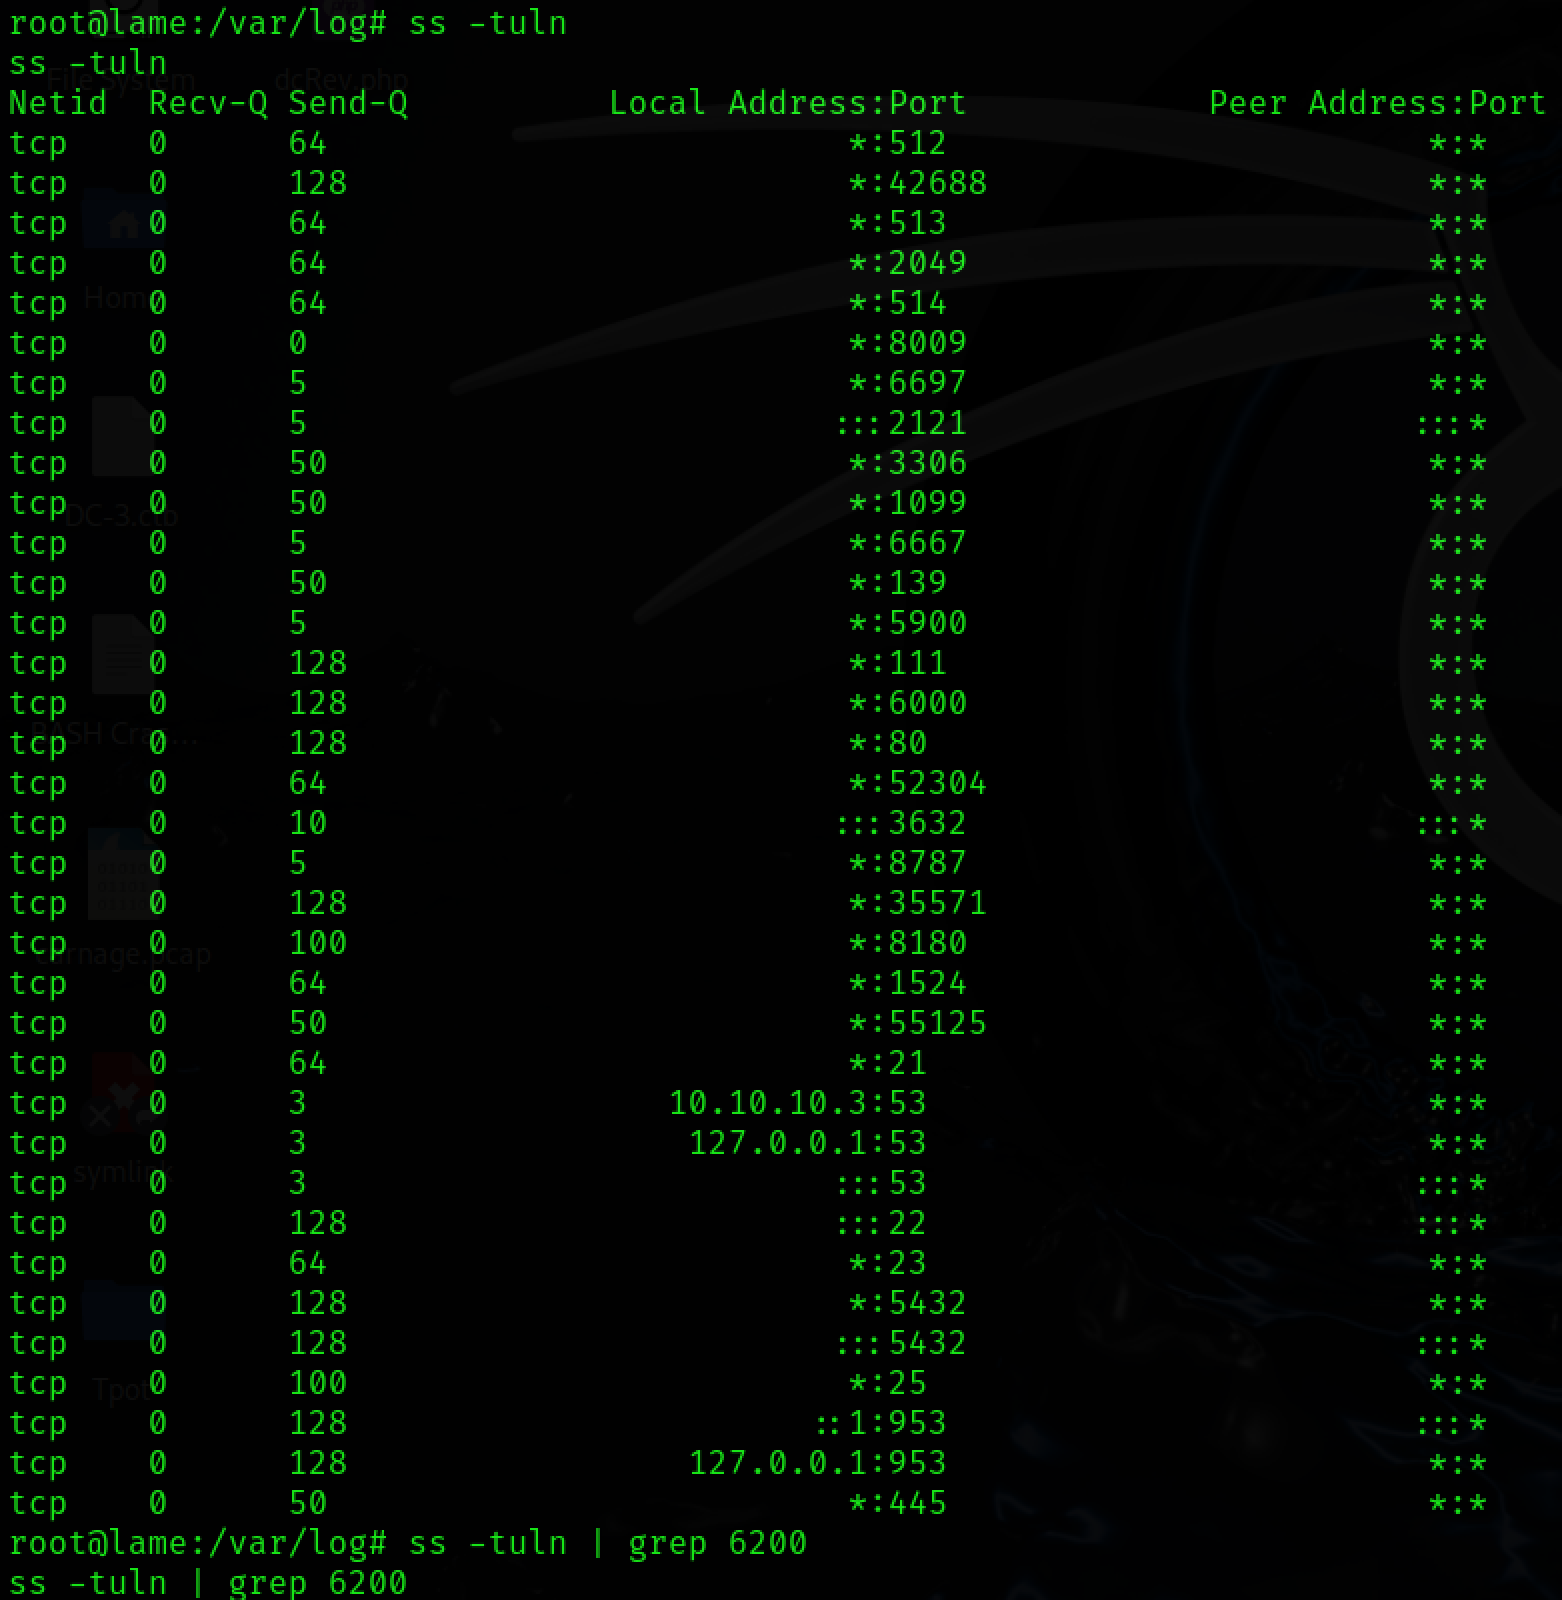 root@lame:/var/log# ss -tuln
ss -tuln
File System dcRev.php
Netid Recv-Q Send-Q Local Address:Port Peer Address:Port
tcp 0 64 *:512 *:*
tcp 0 128 *:42688 *:*
tcp 0 64 *:513 *:*
tcp 0 64 *:2049 *:*
Home
tcp 0 64 *:514 *:*
tcp 0 0 *:8009 *:*
tcp 0 5 *:6697 *:*
tcp 0 5 :::2121 :::*
tcp 0 50 *:3306 *:*
tcp 0 50 *:1099 *:*
tcp 0 5 *:6667 *:*
tcp 0 50 *:139 *:*
tcp 0 5 *:5900 *:*
tcp 0 128 *:111 *:*
tcp 0 128 *:6000 *:*
tcp 0 128 *:80 *:*
tcp 0 64 *:52304 *:*
tcp 0 10 :::3632 :::*
tcp 0 5 *:8787 *:*
tcp 0 128 *:35571 *:*
tcp 0 100 *:8180 *:*
tcp 0 64 *:1524 *:*
tcp 0 50 *:55125 *:*
tcp 0 64 *:21 *:*
tcp 0 3 10.10.10.3:53 *:*
tcp 0 3 127.0.0.1:53 *:*
symlink
tcp 0 3 :::53 :::*
tcp 0 128 :::22 :::*
tcp 0 64 *:23 *:*
tcp 0 128 *:5432 *:*
tcp 0 128 :::5432 :::*
tcp 0 100 *:25 *:*
Tpot
tcp 0 128 ::1:953 :::*
tcp 0 128 127.0.0.1:953 *:*
tcp 0 50 *:445 *:*
root@lame:/var/log# ss -tuln | grep 6200
ss -tuln | grep 6200